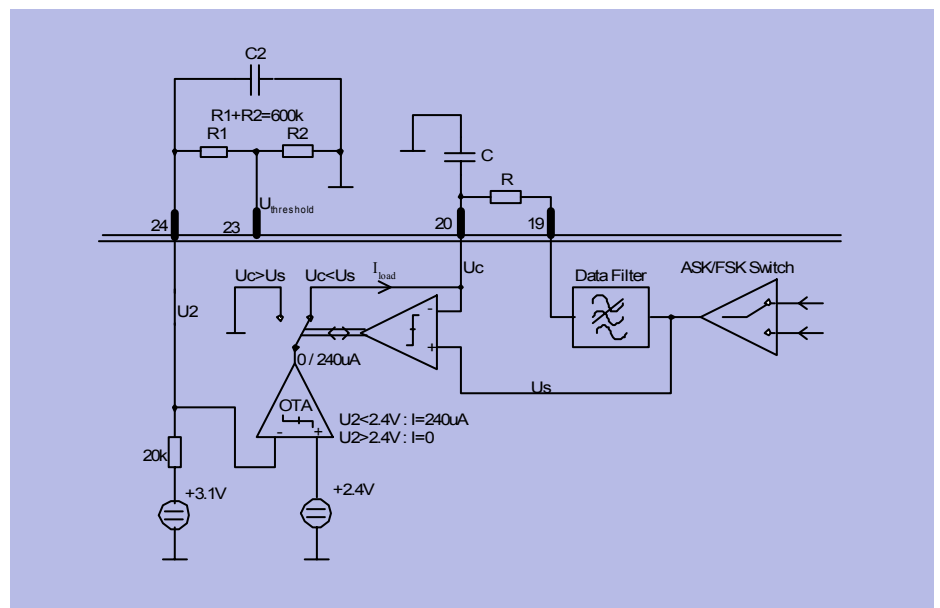 C2
R1+R2=600k
R1
R2
C
R
24
23
Uthreshold
20
19
Uc>Us
Uc<Us
Iload
Uc
Data Filter
ASK/FSK Switch
U2
-
+
0 / 240uA
Us
OTA
U2<2.4V : I=240uA
U2>2.4V : I=0
-
+
20k
+3.1V
+2.4V